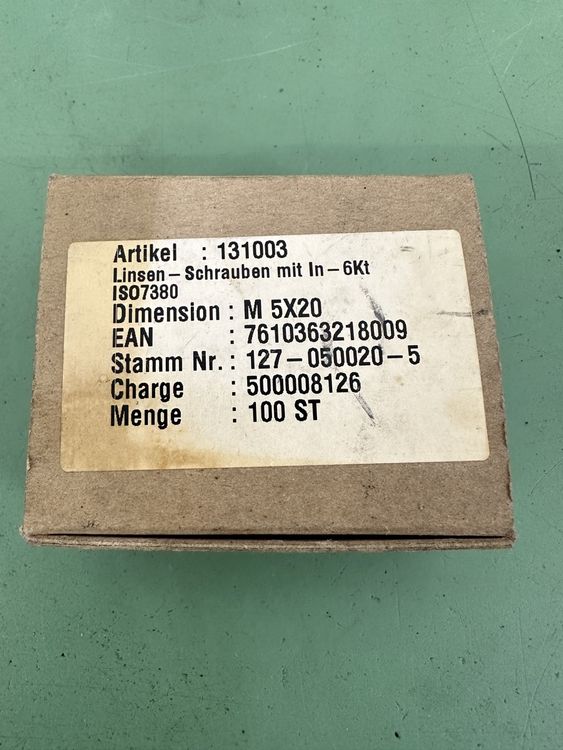 Artikel : 131003
Linsen-Schrauben mit In-6Kt
ISO7380
Dimension : M 5X20
EAN : 7610363218009
Stamm Nr. : 127-050020-5
Charge : 500008126
Menge : 100 ST